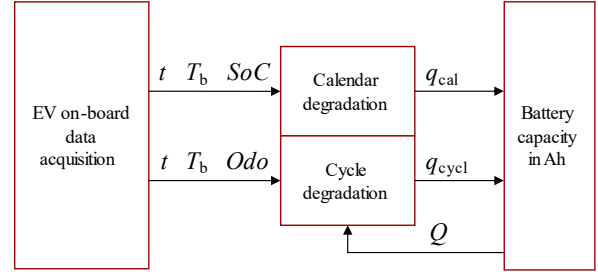 EV on-board
data
acquisition
t T_b SoC
Calendar
degradation
q_cal
t T_b Odo
Cycle
degradation
q_cycl
Battery
capacity
in Ah
Q